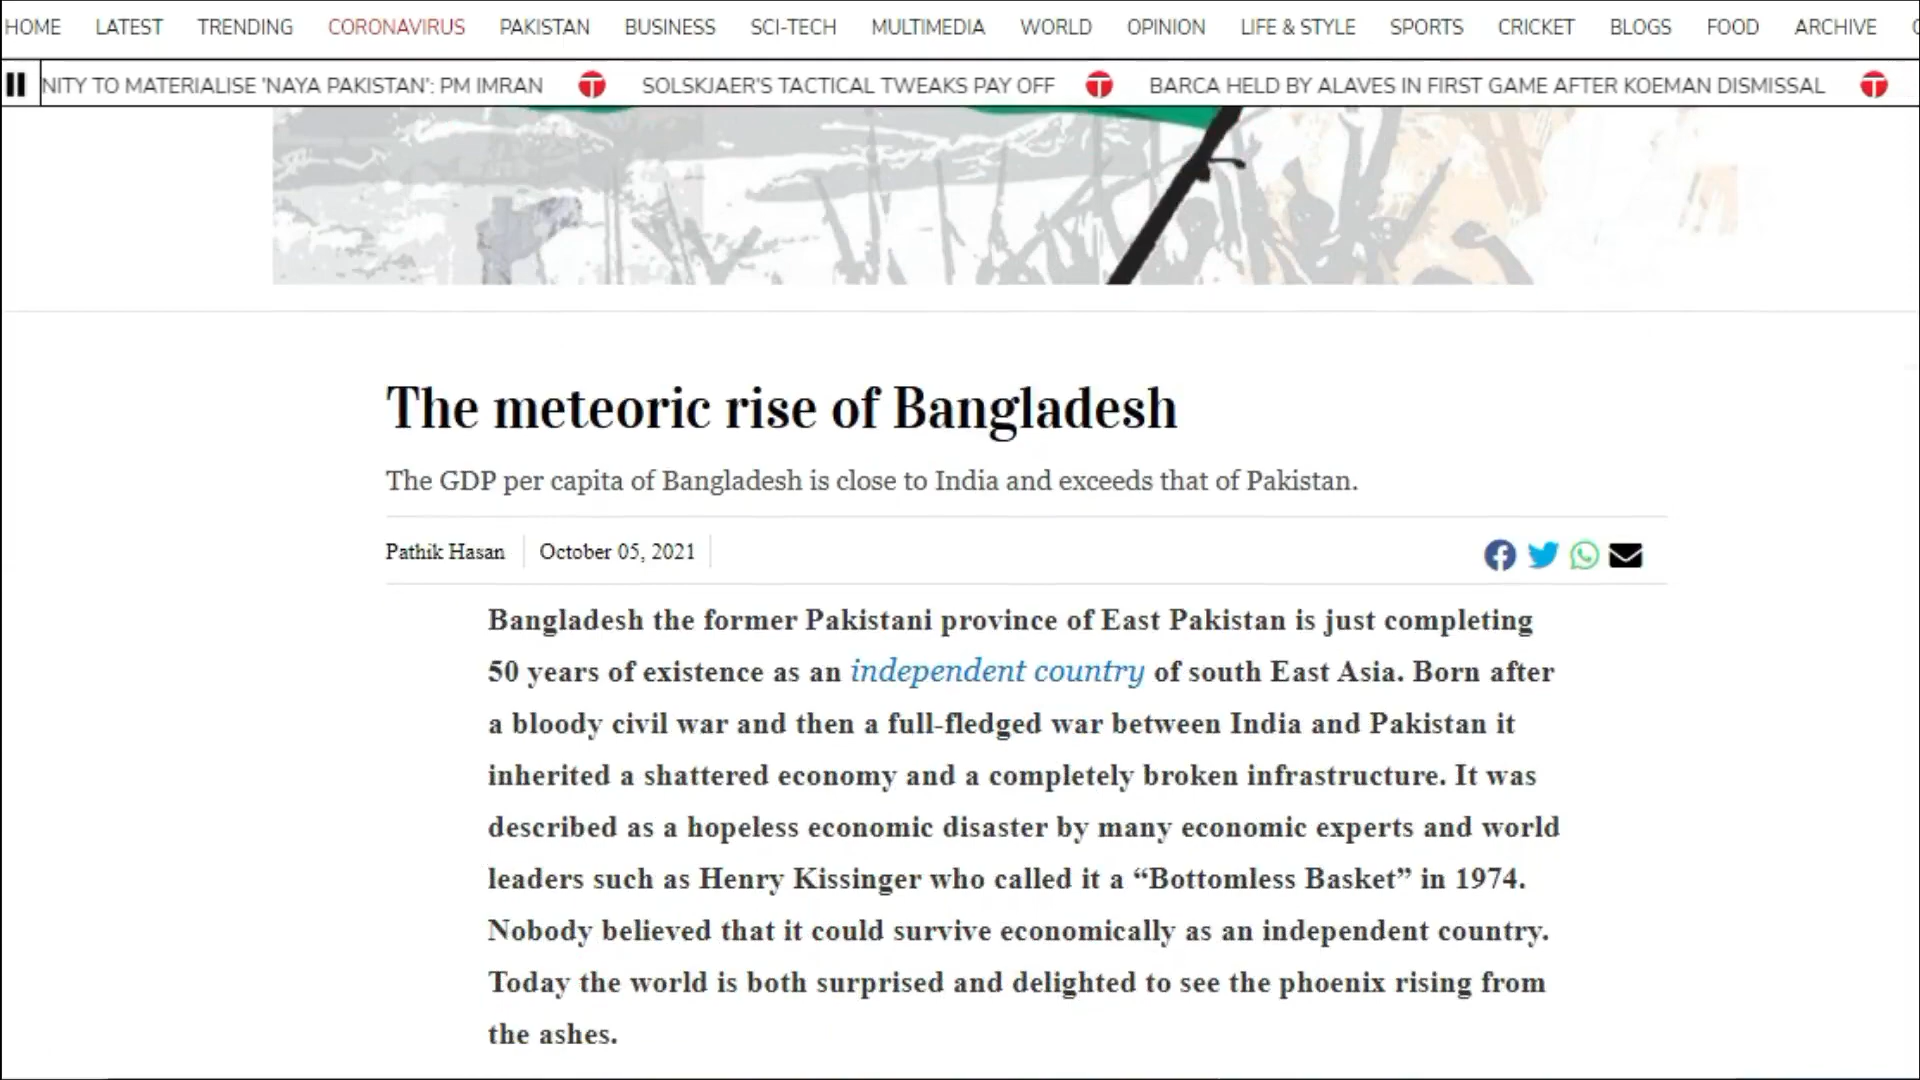 HOME LATEST TRENDING CORONAVIRUS PAKISTAN BUSINESS SCI-TECH MULTIMEDIA WORLD OPINION LIFE & STYLE SPORTS CRICKET BLOGS FOOD ARCHIVE
NITY TO MATERIALISE 'NAYA PAKISTAN': PM IMRAN SOLSKJAER'S TACTICAL TWEAKS PAY OFF BARCA HELD BY ALAVES IN FIRST GAME AFTER KOEMAN DISMISSAL
The meteoric rise of Bangladesh
The GDP per capita of Bangladesh is close to India and exceeds that of Pakistan.
Pathik Hasan October 05, 2021
Bangladesh the former Pakistani province of East Pakistan is just completing
50 years of existence as an independent country of south East Asia. Born after
a bloody civil war and then a full-fledged war between India and Pakistan it
inherited a shattered economy and a completely broken infrastructure. It was
described as a hopeless economic disaster by many economic experts and world
leaders such as Henry Kissinger who called it a “Bottomless Basket” in 1974.
Nobody believed that it could survive economically as an independent country.
Today the world is both surprised and delighted to see the phoenix rising from
the ashes.